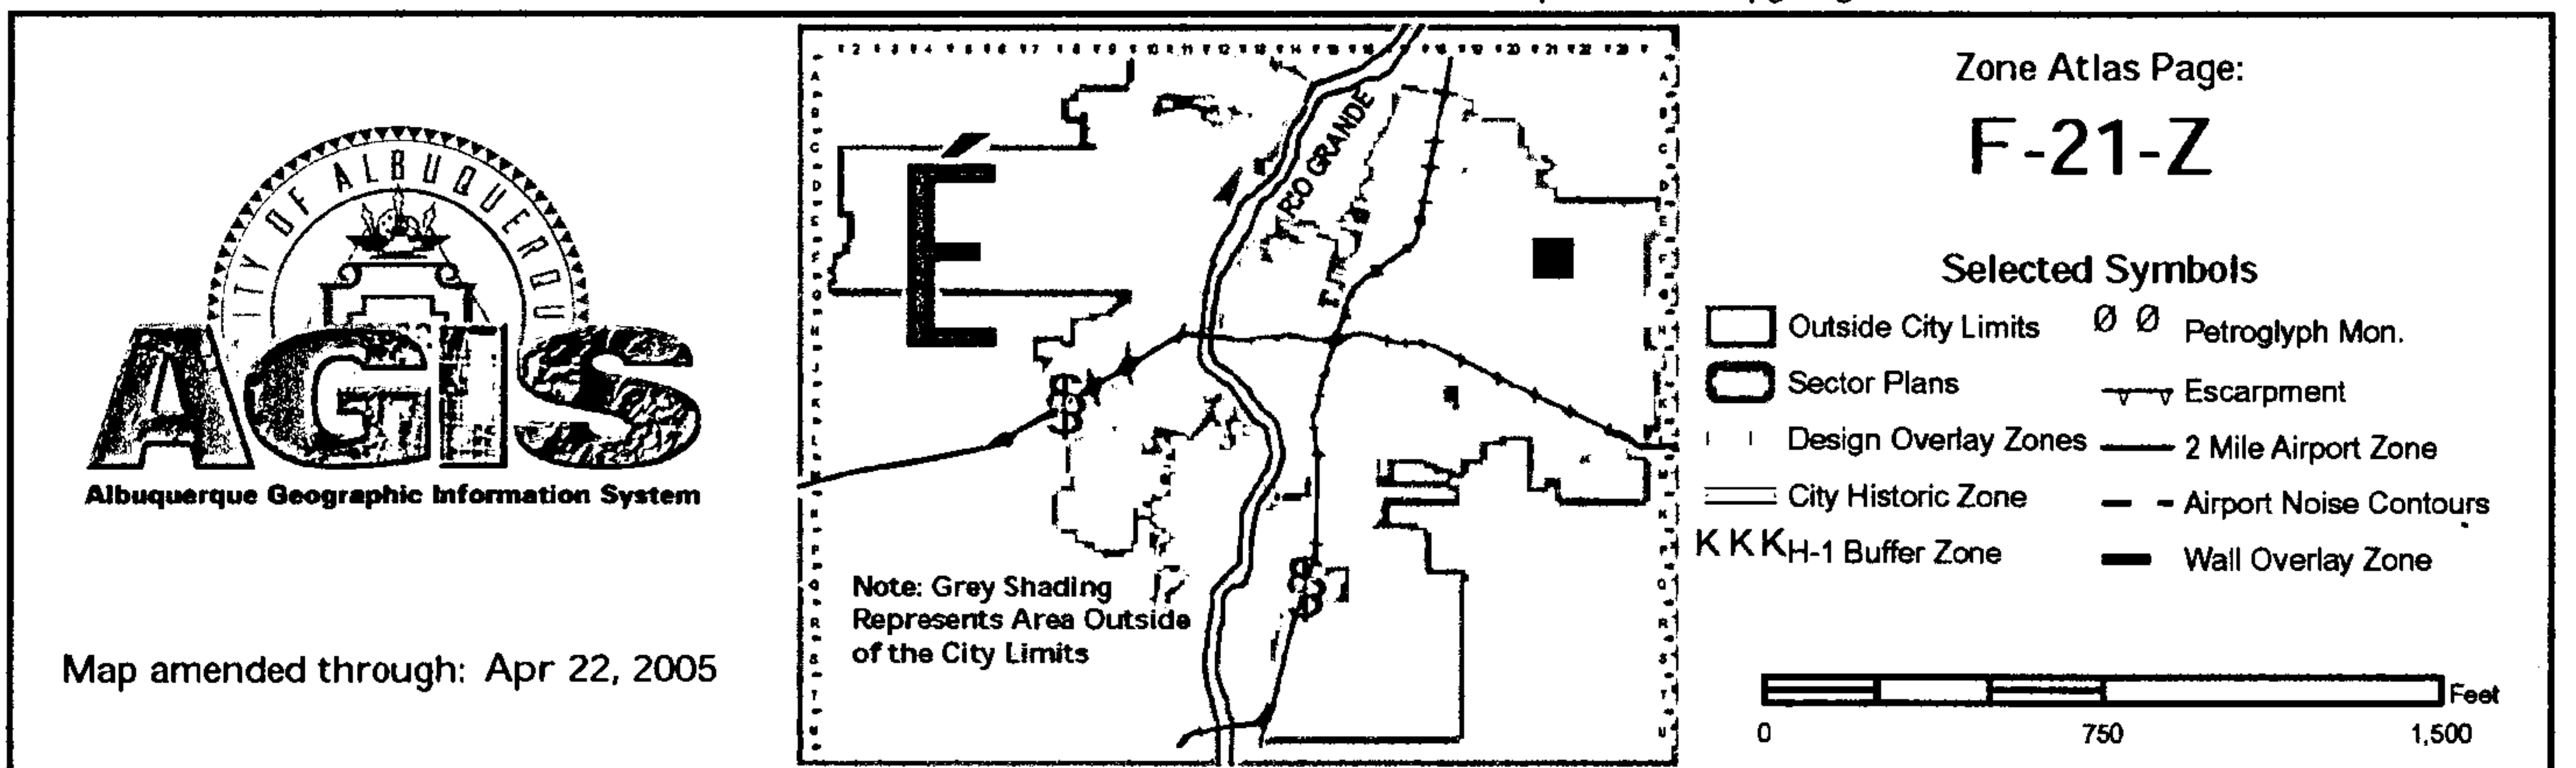 CITY OF ALBUQUERQUE
AGIS
Albuquerque Geographic Information System
Map amended through: Apr 22, 2005
RIO GRANDE
É
Note: Grey Shading
Represents Area Outside
of the City Limits
Zone Atlas Page:
F-21-Z
Selected Symbols
Outside City Limits
Sector Plans
Design Overlay Zones
City Historic Zone
KKK H-1 Buffer Zone
Ø Ø Petroglyph Mon.
Escarpment
2 Mile Airport Zone
Airport Noise Contours
Wall Overlay Zone
Feet
0 750 1,500